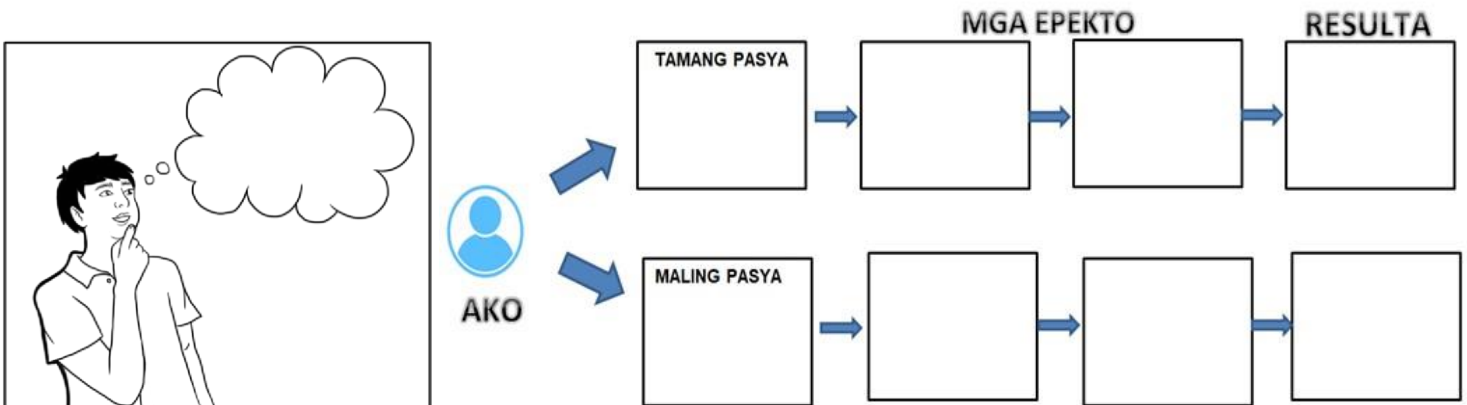 MGA EPEKTO
RESULTA
TAMANG PASYA
AKO
MALING PASYA